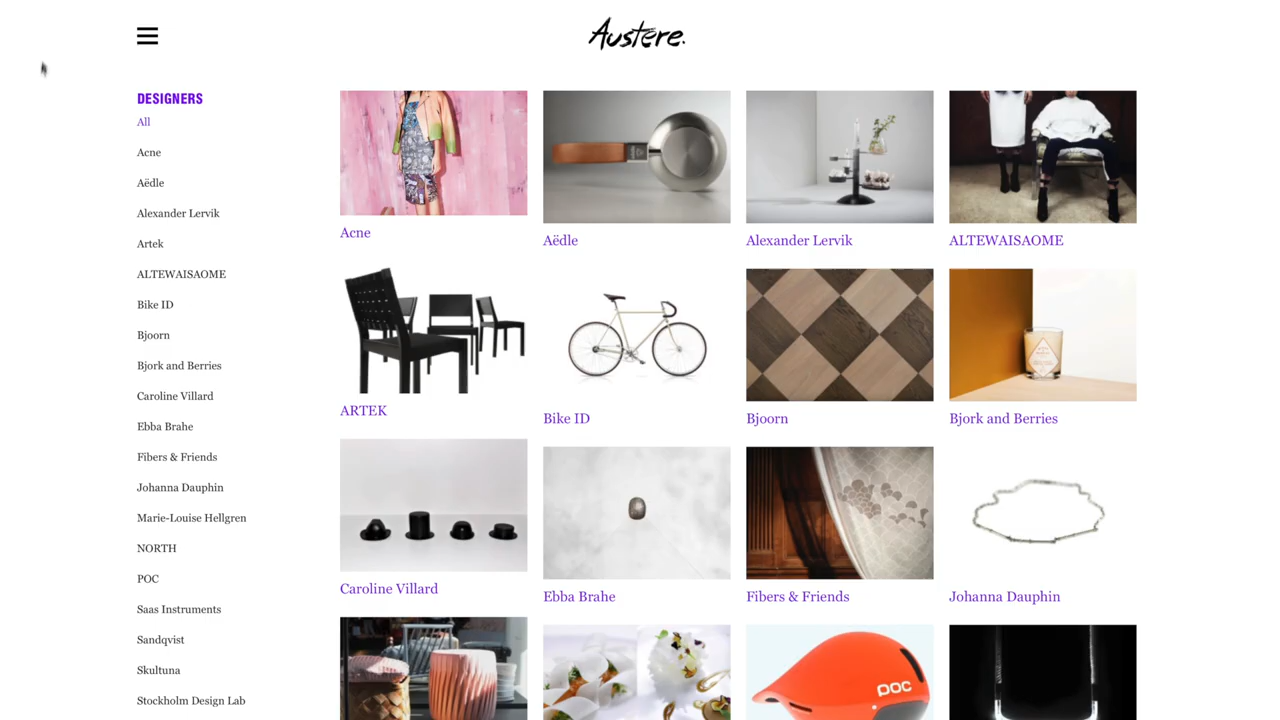 Austere.
DESIGNERS
All
Acne
Aëdle
Alexander Lervik
Artek
ALTEWAISAOME
Bike ID
Bjoorn
Bjork and Berries
Caroline Villard
Ebba Brahe
Fibers & Friends
Johanna Dauphin
Marie-Louise Hellgren
NORTH
POC
Saas Instruments
Sandqvist
Skultuna
Stockholm Design Lab
Acne
Aëdle
Alexander Lervik
ALTEWAISAOME
ARTEK
Bike ID
Bjoorn
Bjork and Berries
Caroline Villard
Ebba Brahe
Fibers & Friends
Johanna Dauphin
POC